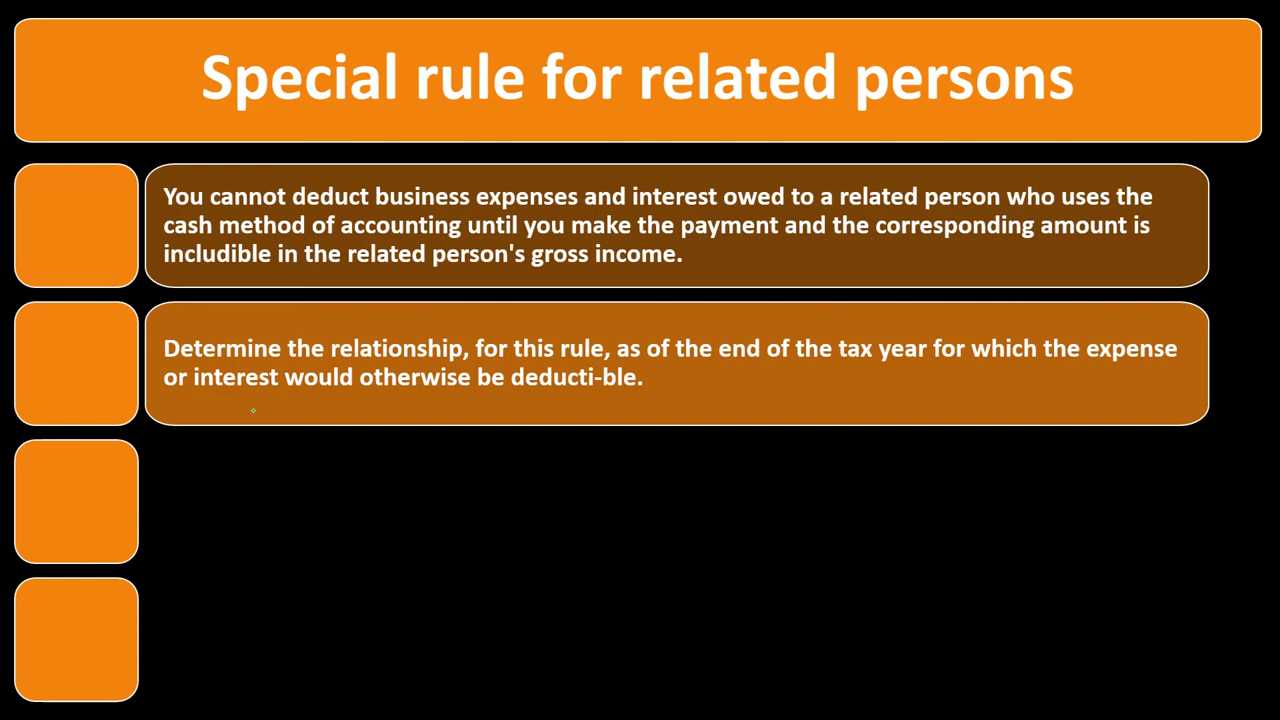 Special rule for related persons
You cannot deduct business expenses and interest owed to a related person who uses the
cash method of accounting until you make the payment and the corresponding amount is
includible in the related person's gross income.
Determine the relationship, for this rule, as of the end of the tax year for which the expense
or interest would otherwise be deducti-ble.